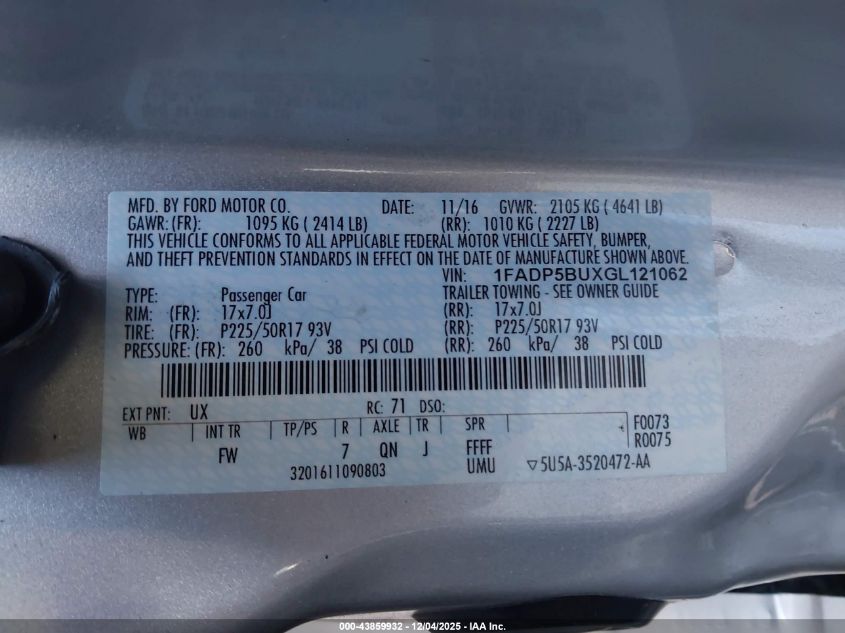 MFD. BY FORD MOTOR CO. DATE: 11/16 GVWR: 2105 KG ( 4641 LB)
GAWR: (FR): 1095 KG ( 2414 LB) (RR): 1010 KG ( 2227 LB)
THIS VEHICLE CONFORMS TO ALL APPLICABLE FEDERAL MOTOR VEHICLE SAFETY, BUMPER,
AND THEFT PREVENTION STANDARDS IN EFFECT ON THE DATE OF MANUFACTURE SHOWN ABOVE.
VIN: 1FADP5BUXGL121062
TYPE: Passenger Car TRAILER TOWING - SEE OWNER GUIDE
RIM: (FR): 17x7.0J (RR): 17x7.0J
TIRE: (FR): P225/50R17 93V (RR): P225/50R17 93V
PRESSURE: (FR): 260 kPa/ 38 PSI COLD (RR): 260 kPa/ 38 PSI COLD
EXT PNT: UX RC: 71 DSO:
WB INT TR TP/PS R AXLE TR SPR F0073
R0075
FW 7 QN J FFFF
3201611090803 UMU ▽5U5A-3520472-AA
000-43859932 - 12/04/2025 - IAA Inc.